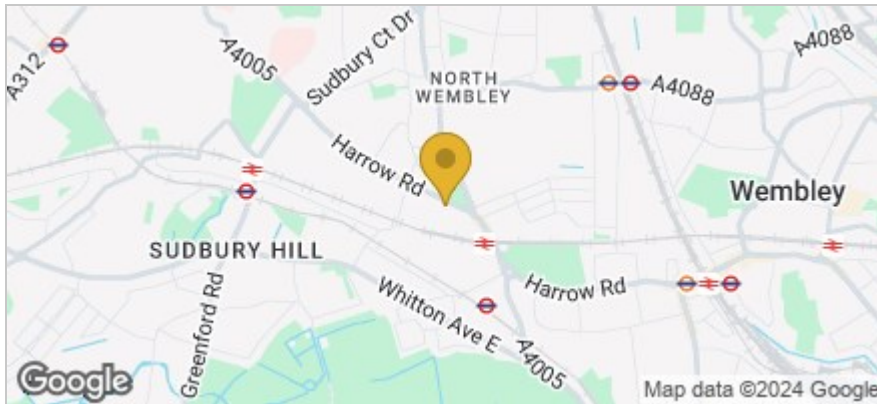 A312
A4005
Sudbury Ct Dr
NORTH
WEMBLEY
A4088
A4088
Harrow Rd
Wembley
SUDBURY HILL
Greenford Rd
Whitton Ave E
Harrow Rd
A4005
Google
Map data ©2024 Google